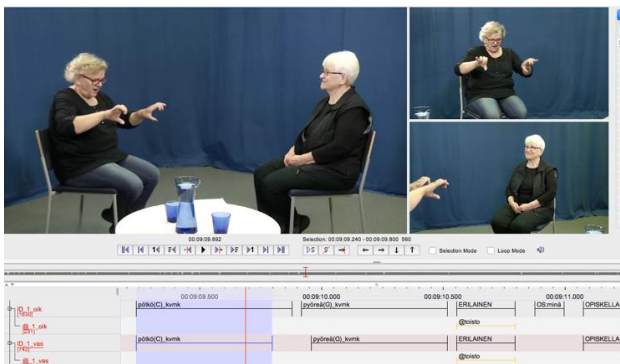 00:09:09.692
Selection: 00:09:09.240 - 00:09:09.800 560
Selection Mode
Loop Mode
00:09:09.500
00:09:10.000
00:09:10.500
00:09:11.000
ID_1_oik
pötkö(C)_kvmk
pyöreä(G)_kvmk
ERILAINEN
OS:minä
OPISKELLA
@_1_oik
@toisto
ID_1_vas
pötkö(C)_kvmk
pyöreä(G)_kvmk
ERILAINEN
OPISKELLA
@_1_vas
@toisto